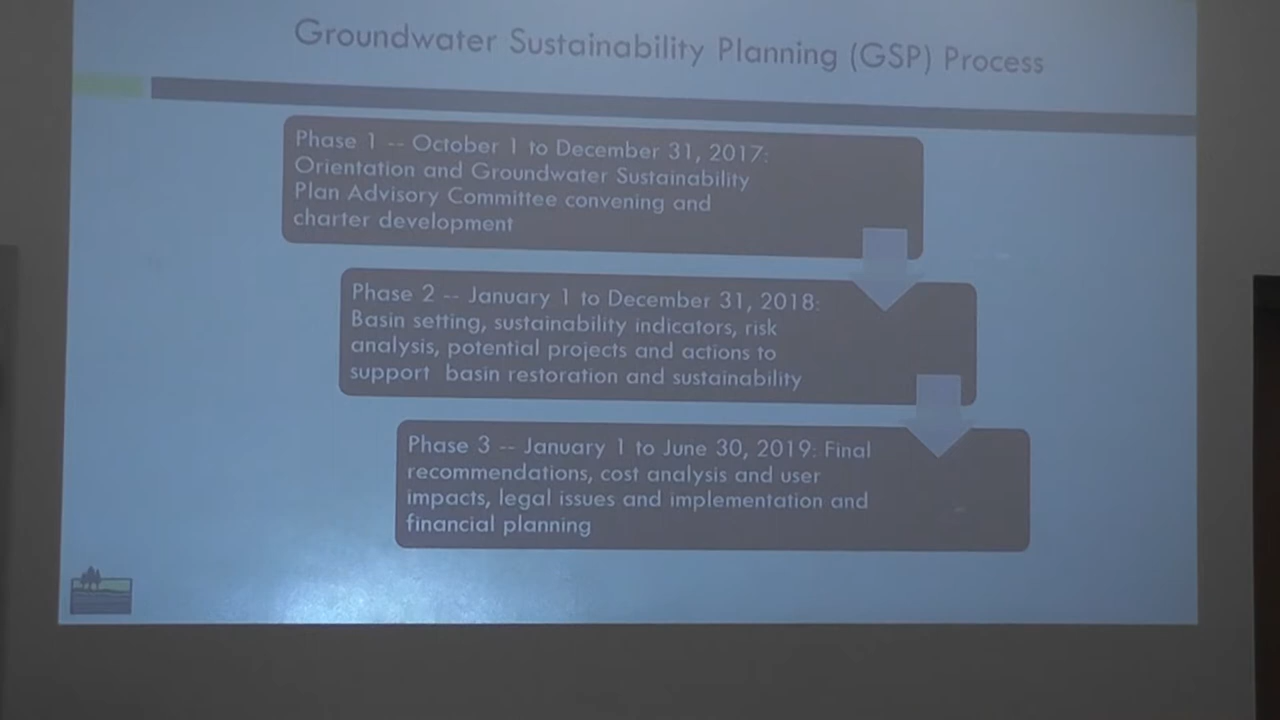 Groundwater Sustainability Planning (GSP) Process
Phase 1 -- October 1 to December 31, 2017:
Orientation and Groundwater Sustainability
Plan Advisory Committee convening and
charter development
Phase 2 -- January 1 to December 31, 2018:
Basin setting, sustainability indicators, risk
analysis, potential projects and actions to
support  basin restoration and sustainability
Phase 3 -- January 1 to June 30, 2019: Final
recommendations, cost analysis and user
impacts, legal issues and implementation and
financial planning